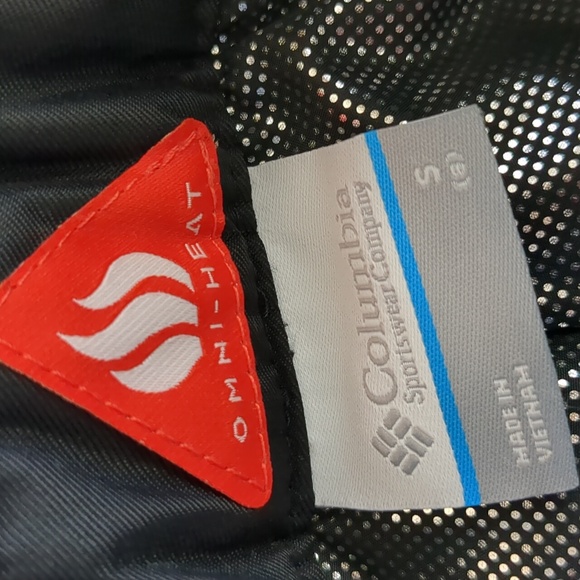 OMNI-HEAT
Columbia
Sportswear Company
S
(8)
MADE IN
VIETNAM